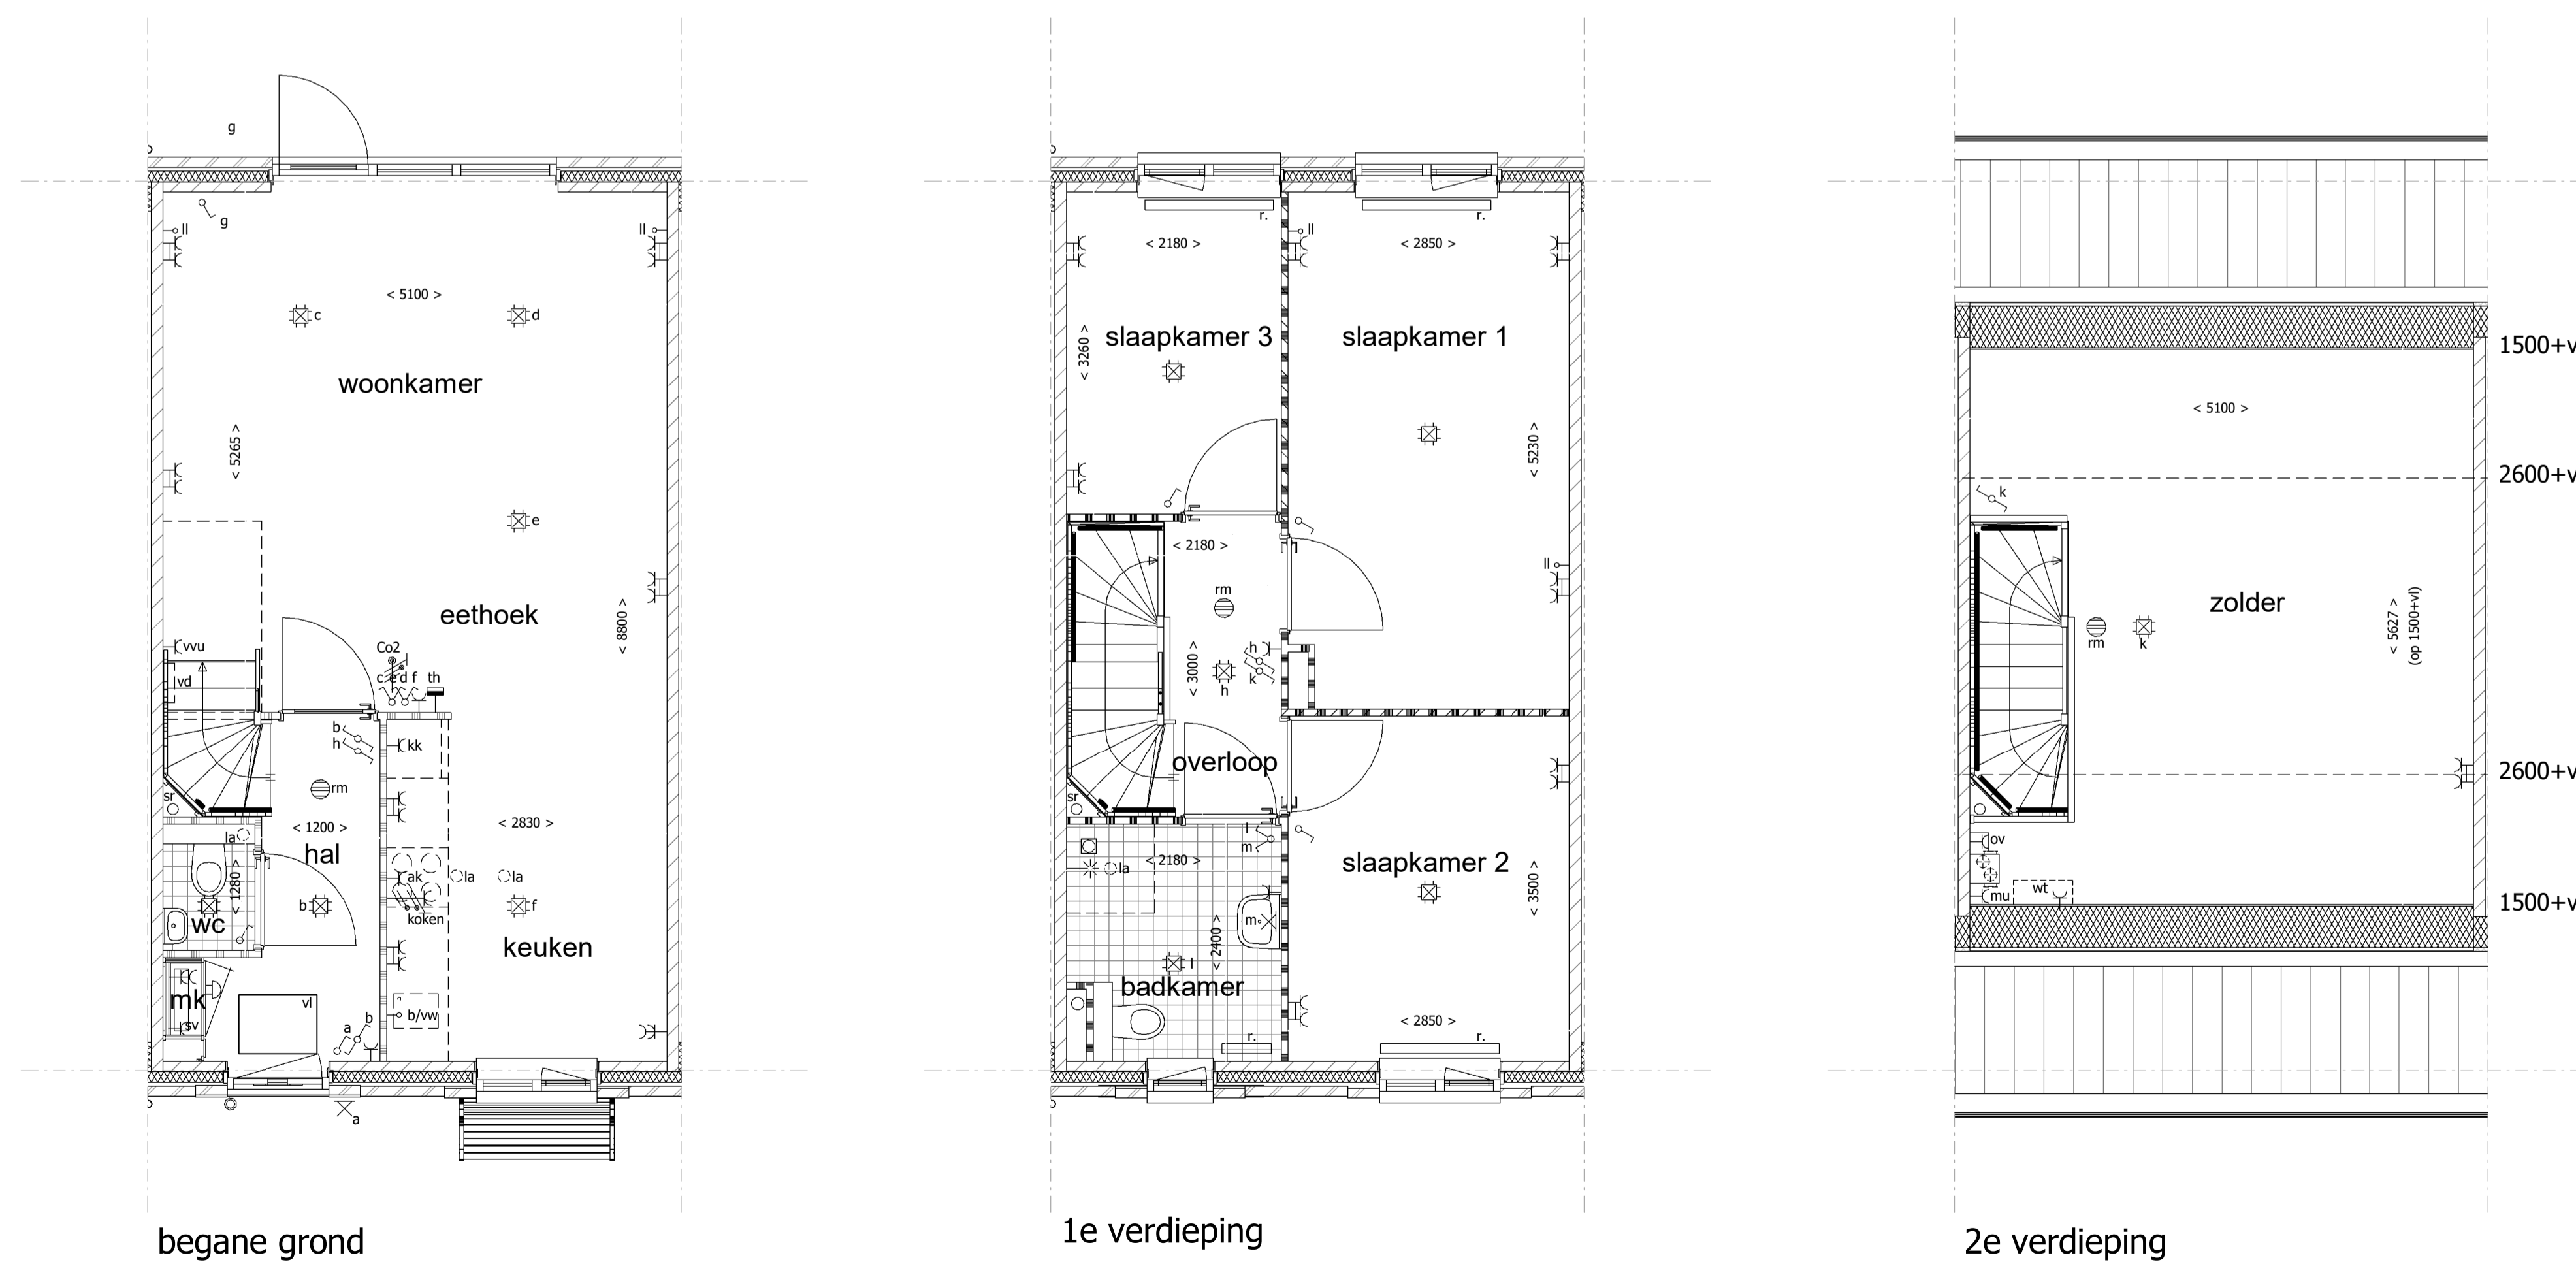 g
g
ll
ll
< 5100 >
c
d
woonkamer
< 5265 >
e
eethoek
< 8800 >
vvu
vd
Co2
c e d f th
b
h
kk
rm
sr
la
< 1200 >
< 2830 >
hal
< 1280 >
ak
la
la
koken
b
f
wc
keuken
mk
vl
sv
b/vw
a
b
a
begane grond
r.
r.
< 2180 >
ll
< 2850 >
< 3260 >
slaapkamer 3
slaapkamer 1
< 5230 >
< 2180 >
ll
rm
< 3000 >
h
k
h
overloop
sr
l
m
< 2180 >
la
slaapkamer 2
< 3500 >
m
< 2400 >
l
badkamer
< 2850 >
r.
r.
1e verdieping
1500+v
< 5100 >
2600+v
k
zolder
< 5627 >
(op 1500+vl)
rm
k
2600+v
ov
wt
mu
1500+v
2e verdieping